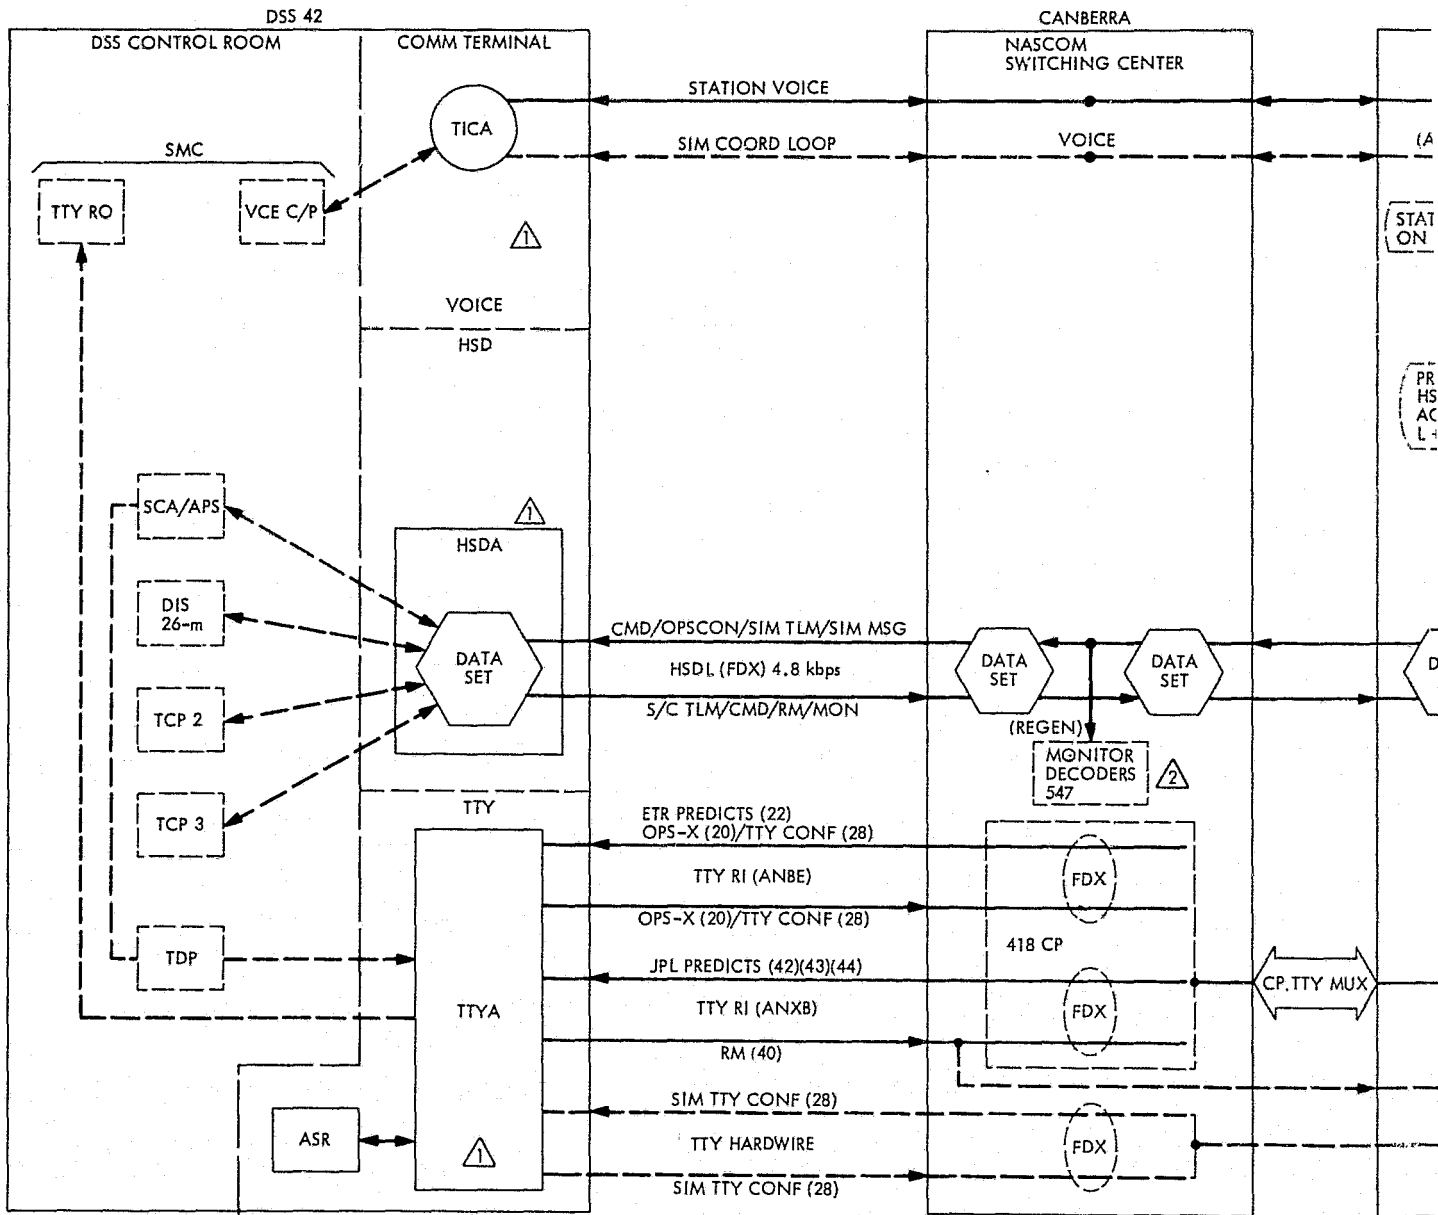 DSS 42
DSS CONTROL ROOM
COMM TERMINAL
CANBERRA
NASCOM
SWITCHING CENTER
STATION VOICE
TICA
SIM COORD LOOP
VOICE
(A
SMC
TTY RO
VCE C/P
1
STAT
ON
VOICE
HSD
PR
HS
AC
L +
SCA/APS
1
HSDA
DIS
26-m
DATA
SET
CMD/OPSCON/SIM TLM/SIM MSG
HSDL (FDX) 4.8 kbps
S/C TLM/CMD/RM/MON
DATA
SET
DATA
SET
D
TCP 2
(REGEN)
MONITOR
DECODERS
547
2
TCP 3
TTY
ETR PREDICTS (22)
OPS-X (20)/TTY CONF (28)
TTY RI (ANBE)
OPS-X (20)/TTY CONF (28)
FDX
418 CP
TDP
JPL PREDICTS (42)(43)(44)
TTYA
TTY RI (ANXB)
RM (40)
FDX
CP.TTY MUX
SIM TTY CONF (28)
ASR
1
TTY HARDWIRE
SIM TTY CONF (28)
FDX